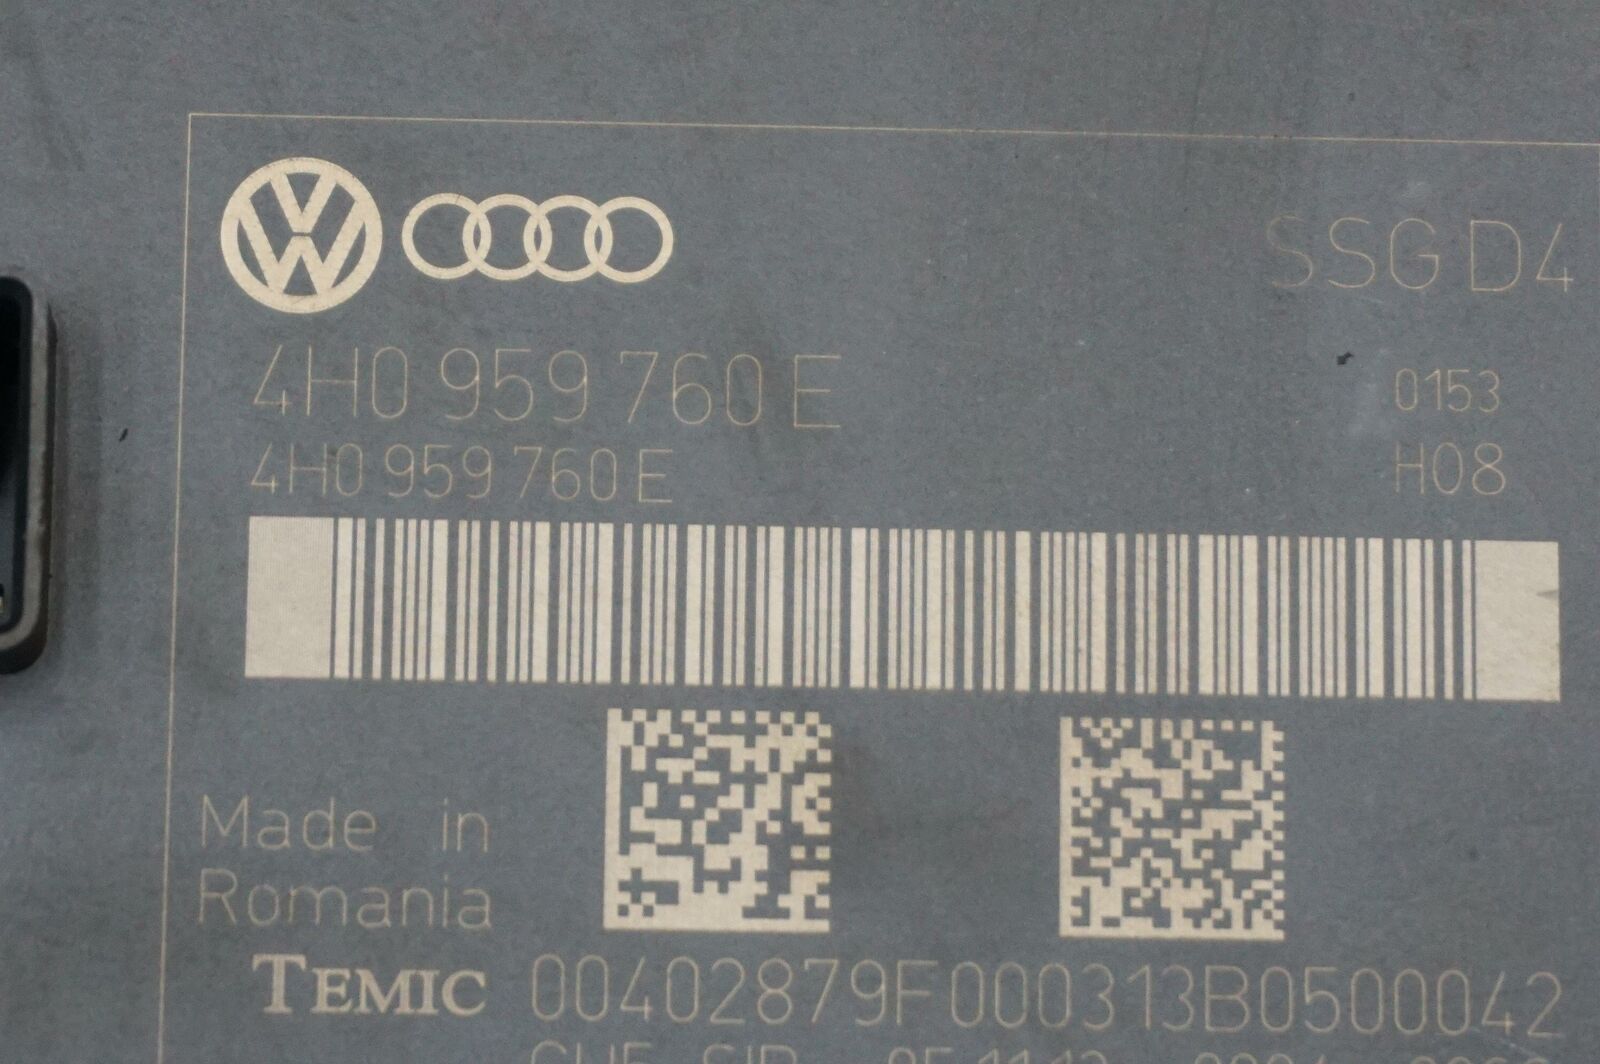 SSG D4
4H0 959 760 E 0153
4H0 959 760 E H08
Made in
Romania
TEMIC 00402879F000313B0500042